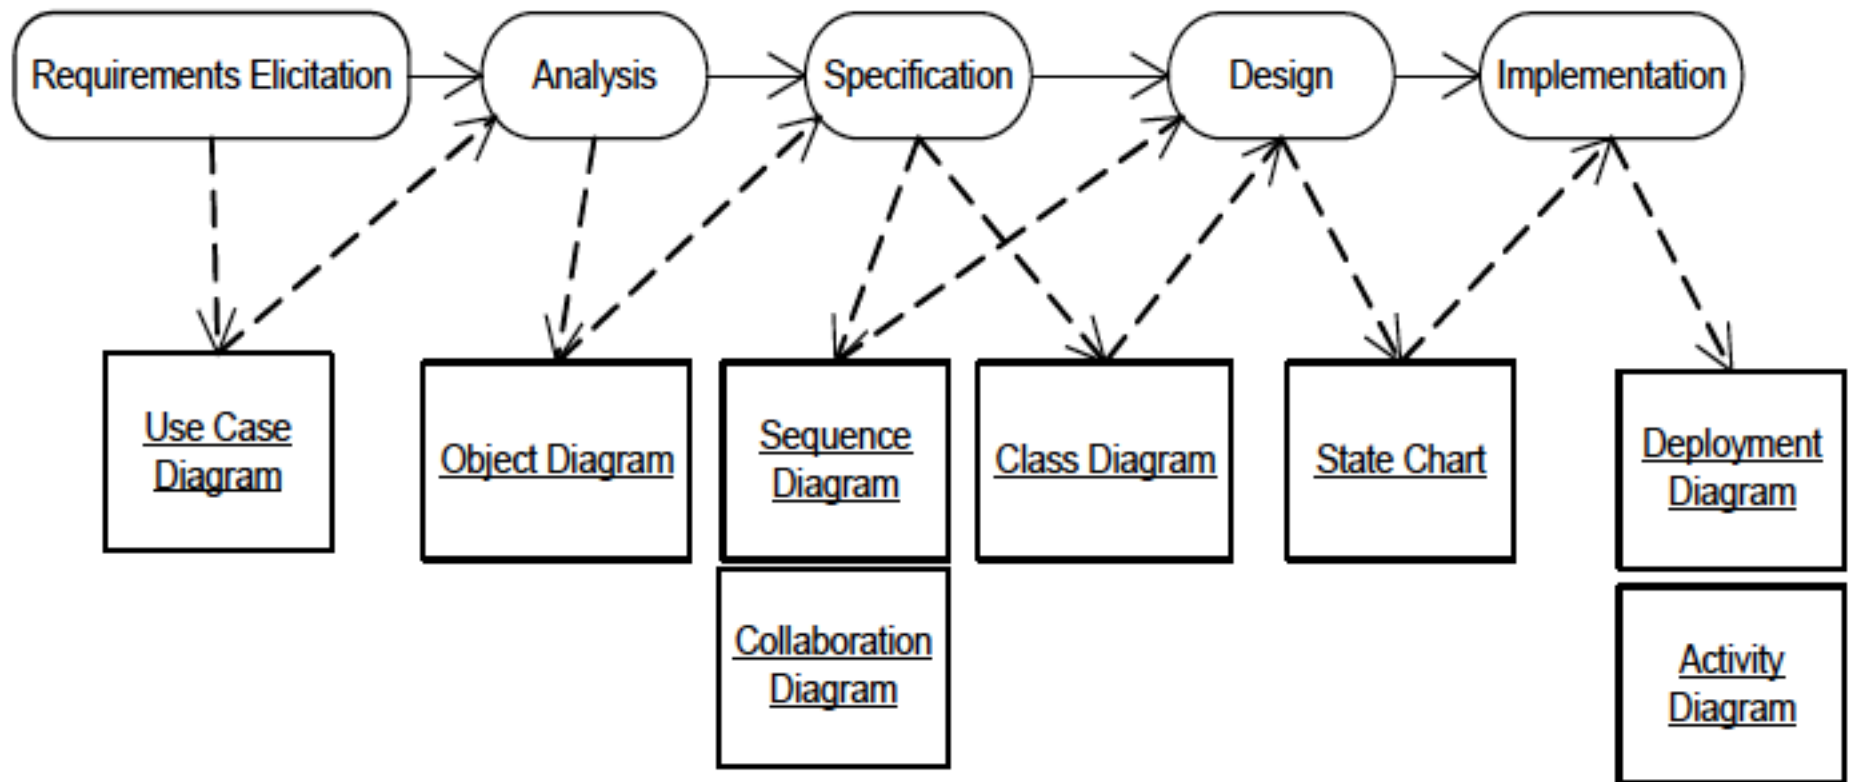 Requirements Elicitation
Analysis
Specification
Design
Implementation
Use Case
Diagram
Object Diagram
Sequence
Diagram
Class Diagram
State Chart
Deployment
Diagram
Collaboration
Diagram
Activity
Diagram